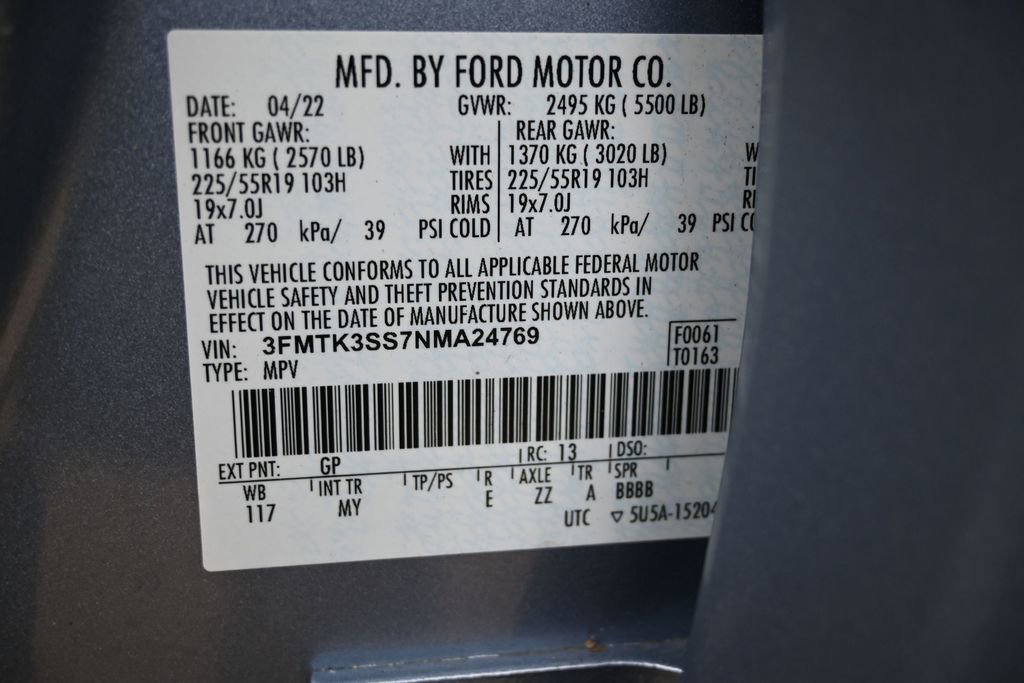 MFD. BY FORD MOTOR CO.
DATE: 04/22 GVWR: 2495 KG ( 5500 LB)
FRONT GAWR: REAR GAWR:
1166 KG ( 2570 LB) WITH 1370 KG ( 3020 LB)
225/55R19 103H TIRES 225/55R19 103H
19x7.0J RIMS 19x7.0J
AT 270 kPa/ 39 PSI COLD AT 270 kPa/ 39 PSI
THIS VEHICLE CONFORMS TO ALL APPLICABLE FEDERAL MOTOR
VEHICLE SAFETY AND THEFT PREVENTION STANDARDS IN
EFFECT ON THE DATE OF MANUFACTURE SHOWN ABOVE.
VIN: 3FMTK3SS7NMA24769 F0061
TYPE: MPV T0163
EXT PNT: GP RC: 13 DSO:
WB INT TR TP/PS R AXLE TR SPR
117 MY E ZZ A BBBB
UTC ▽ 5U5A-15204